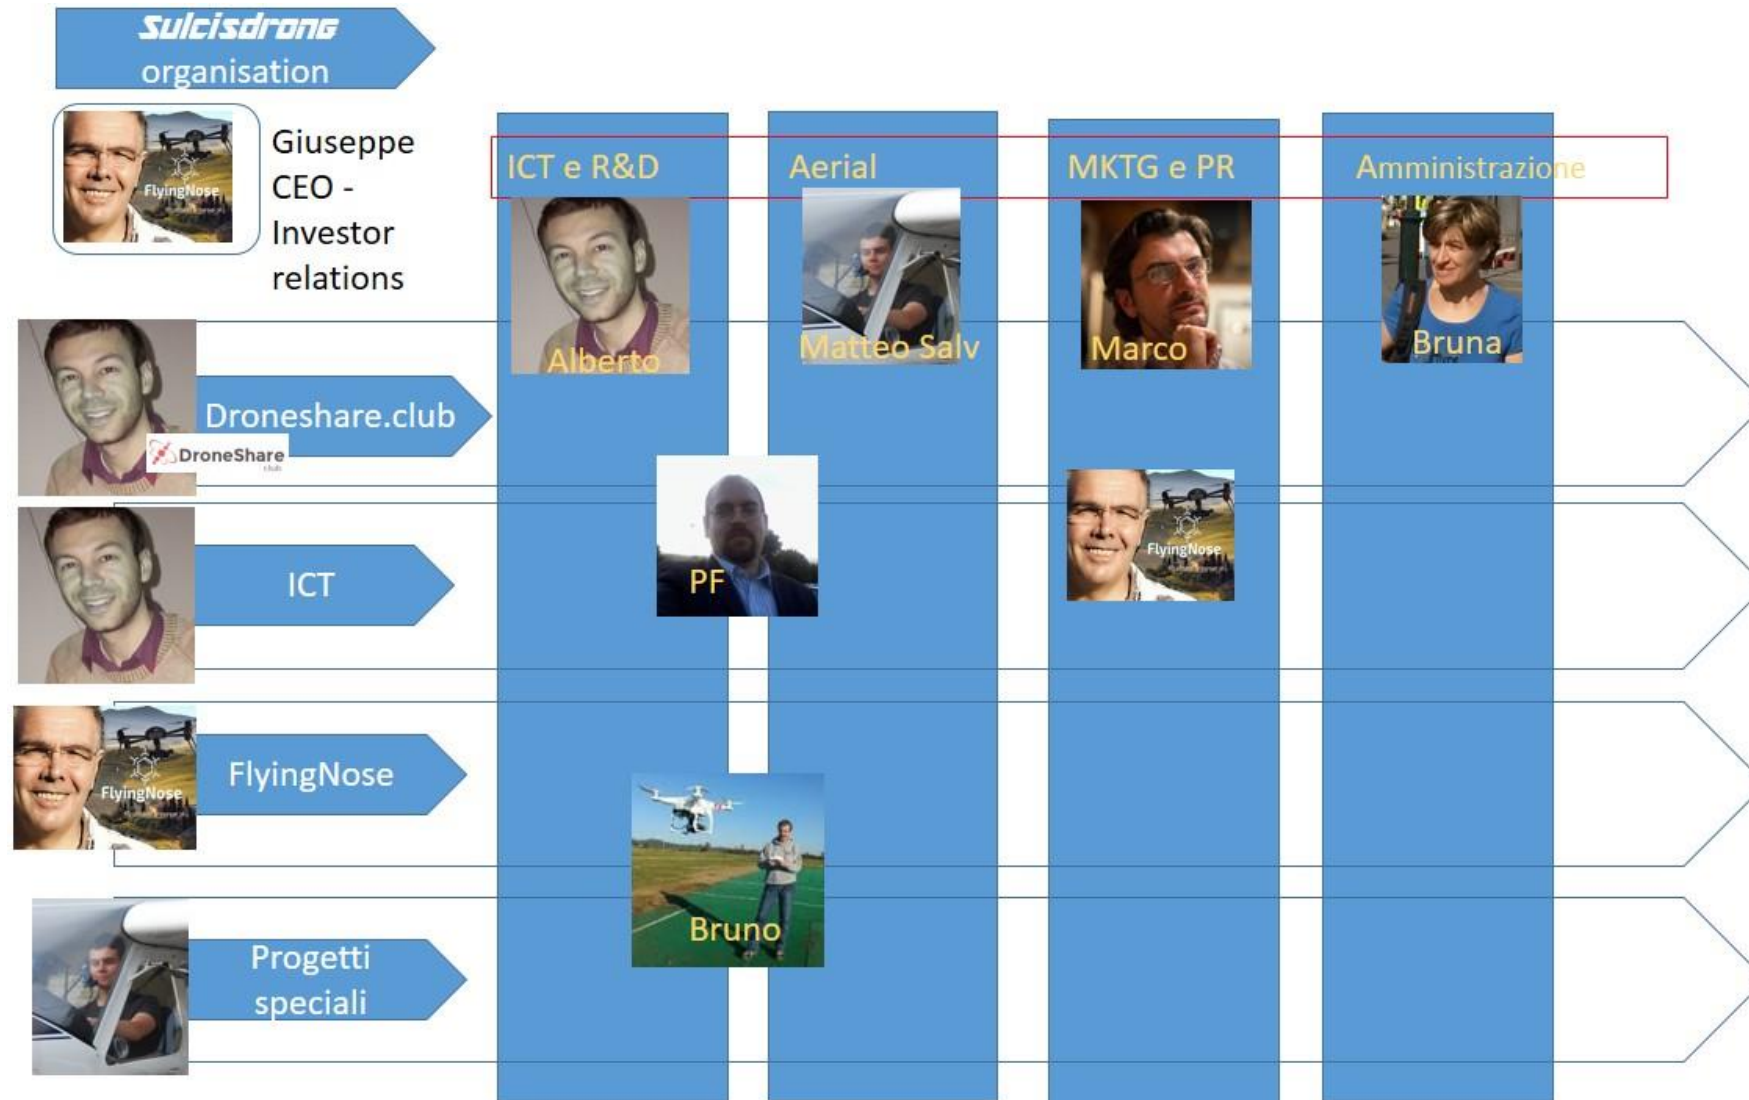 Sulcisdrone
organisation
Giuseppe
CEO -
Investor
relations
FlyingNose
ICT e R&D
Aerial
MKTG e PR
Amministrazione
Alberto
Matteo Salv
Marco
Bruna
Droneshare.club
DroneShare
club
PF
FlyingNose
ICT
FlyingNose
FlyingNose
Bruno
Progetti
speciali